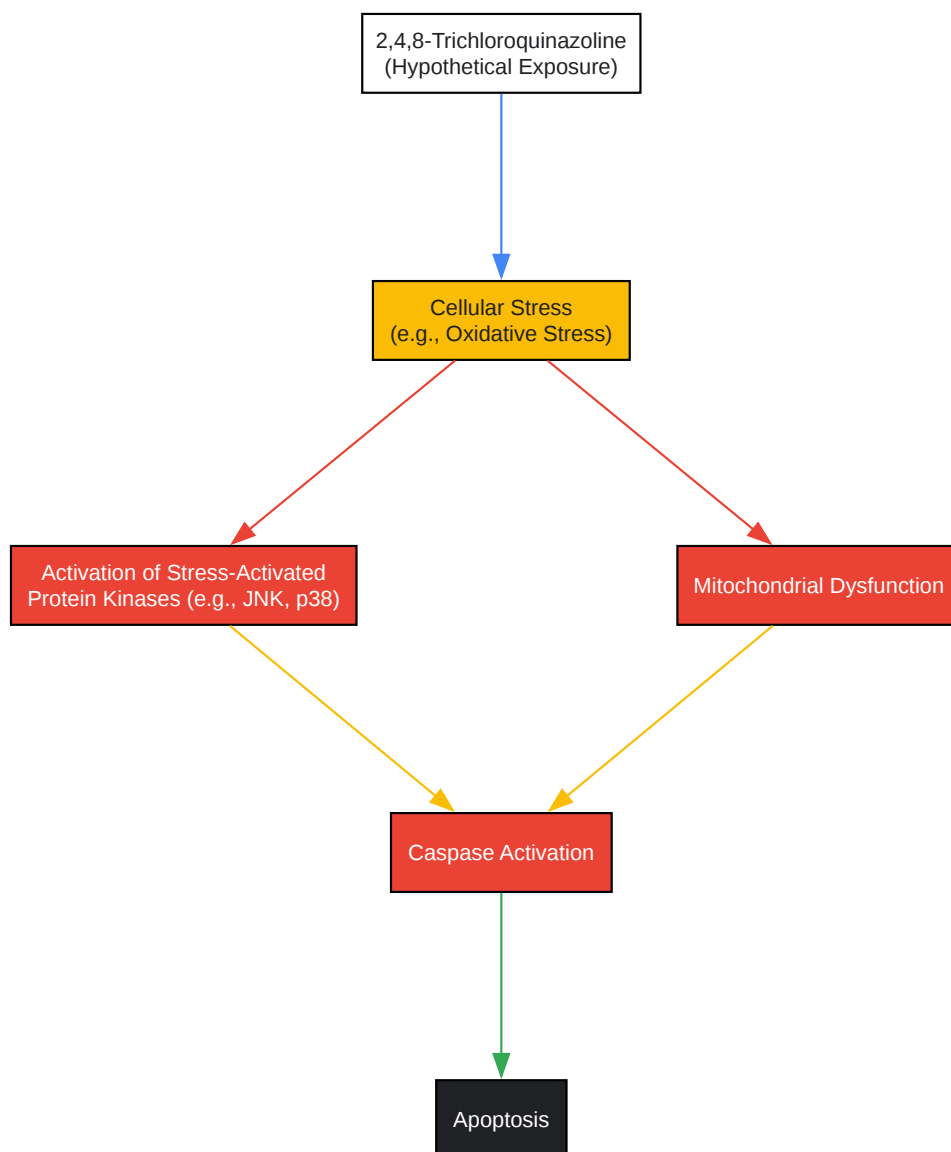 2,4,8-Trichloroquinazoline
(Hypothetical Exposure)
Cellular Stress
(e.g., Oxidative Stress)
Activation of Stress-Activated
Protein Kinases (e.g., JNK, p38)
Mitochondrial Dysfunction
Caspase Activation
Apoptosis